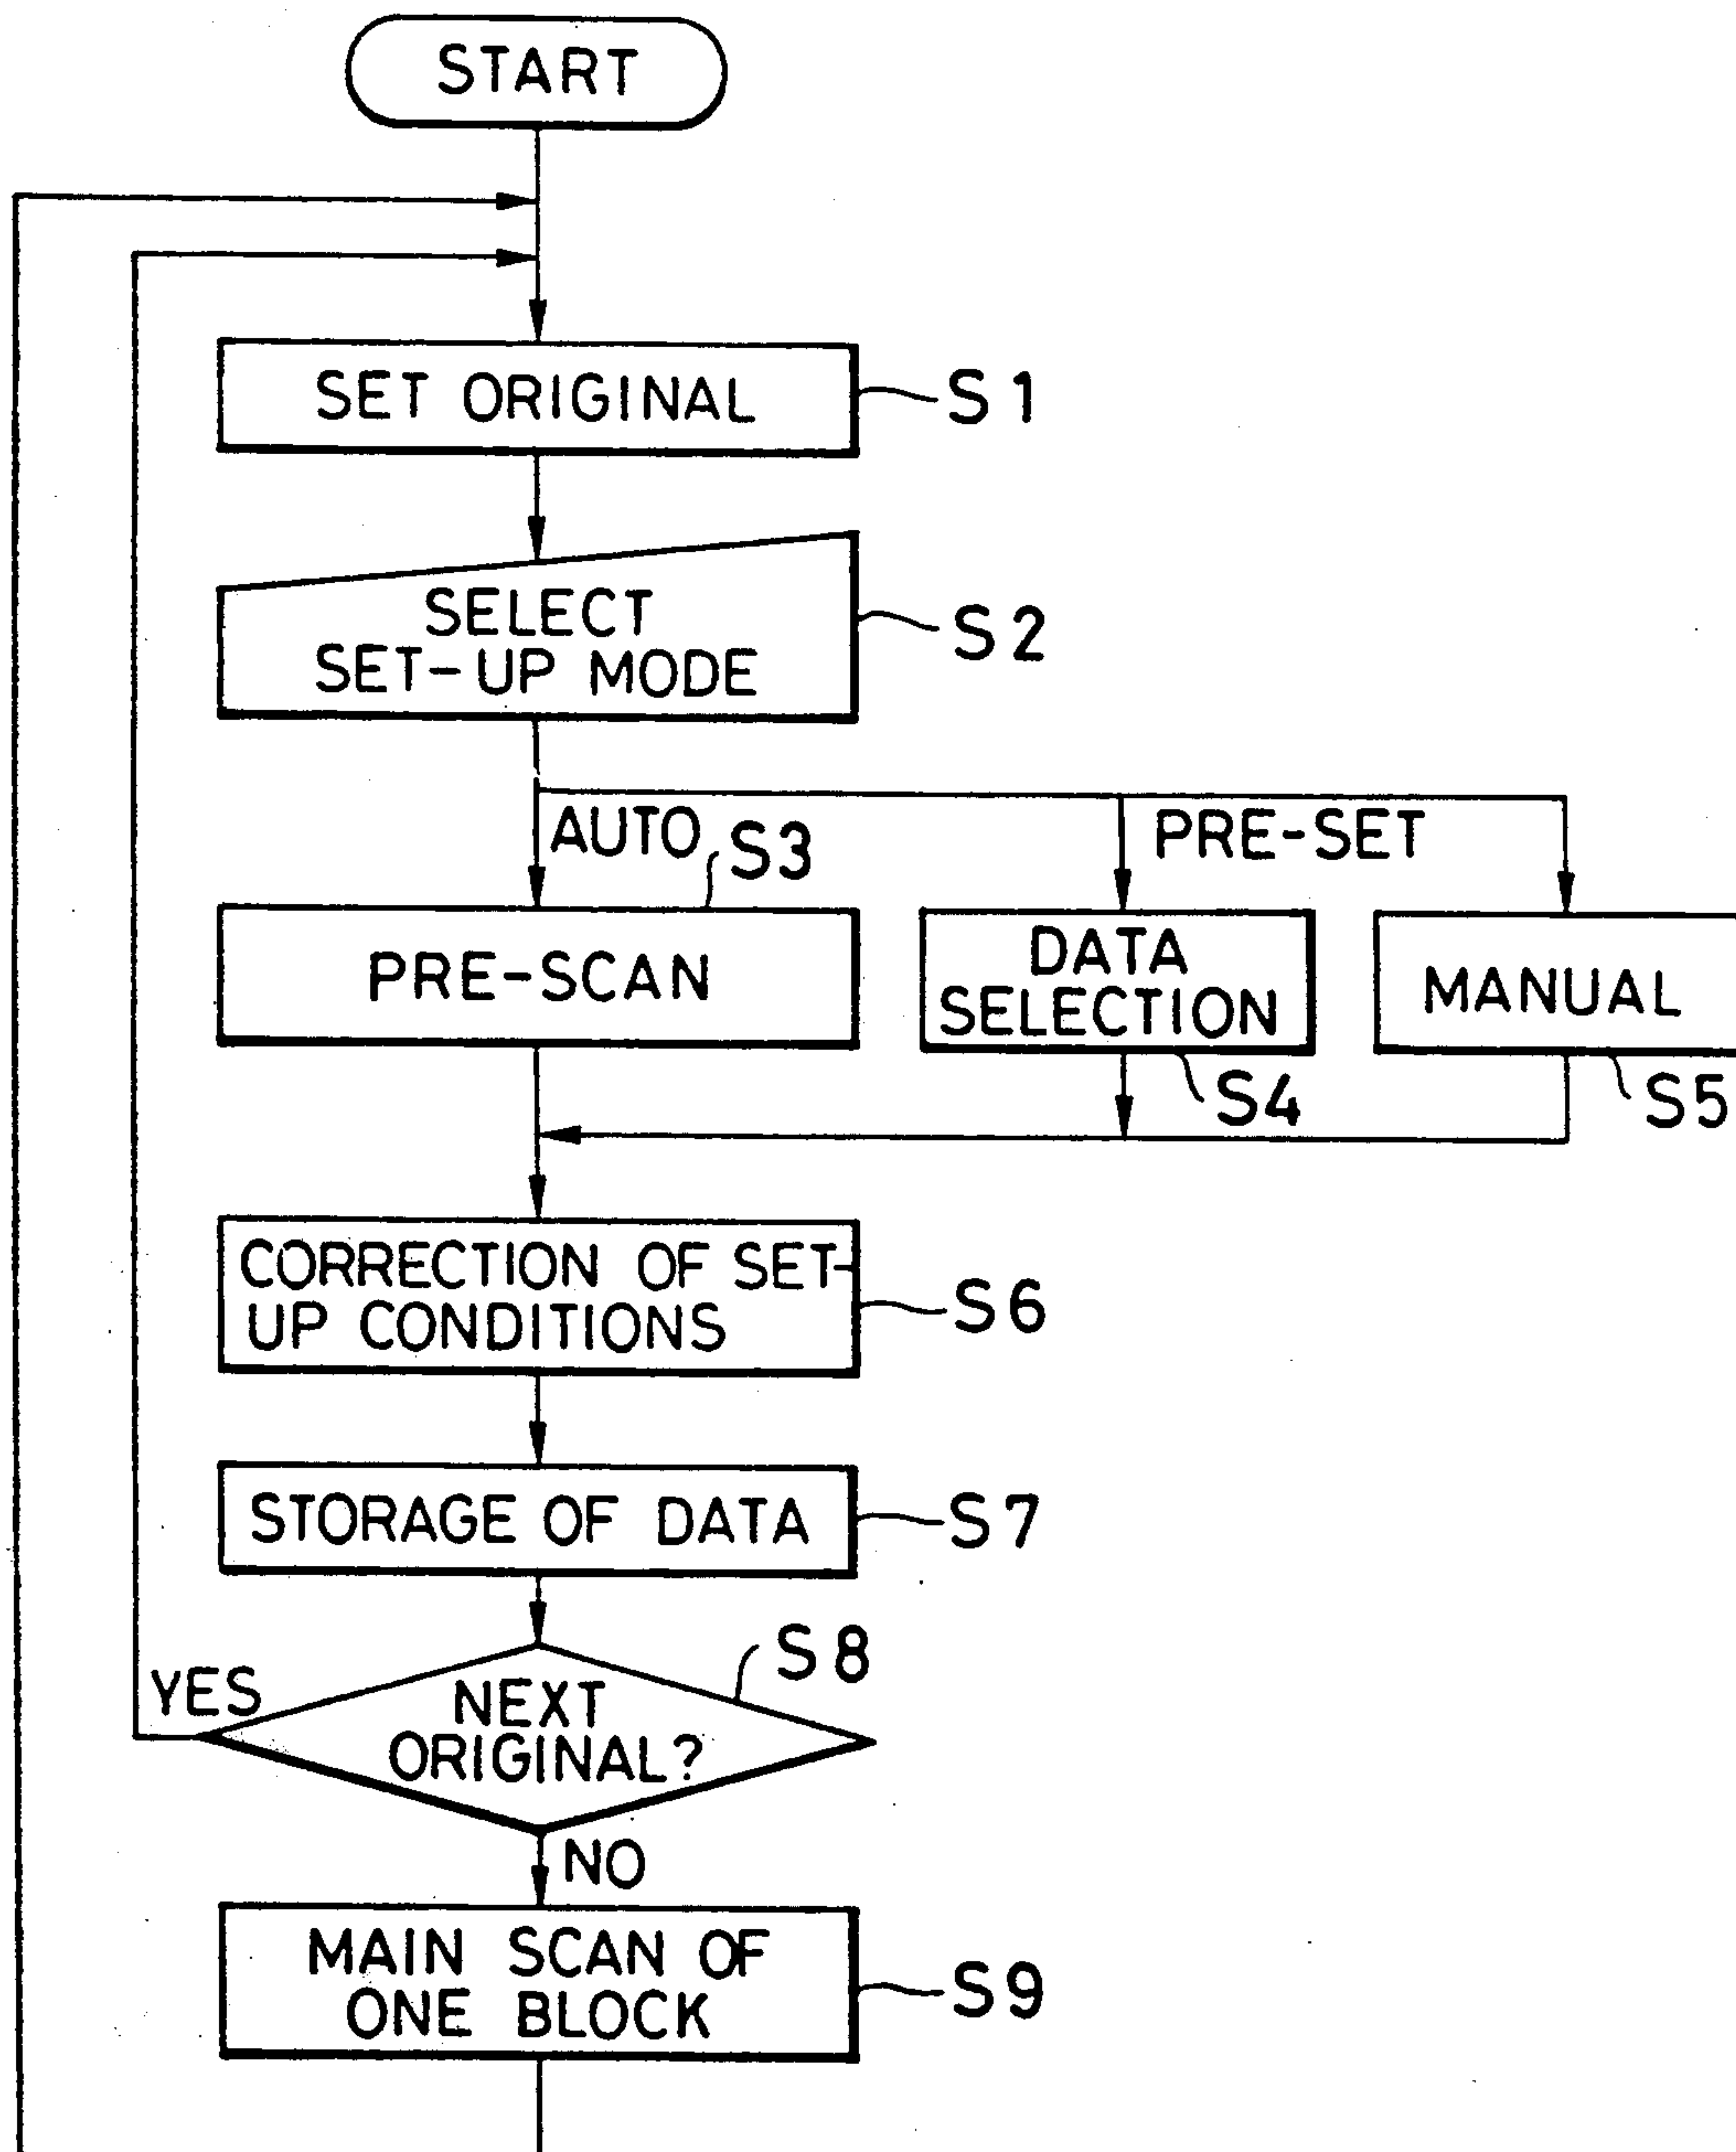 START
SET ORIGINAL
S1
SELECT
SET-UP MODE
S2
AUTO
S3
PRE-SET
PRE-SCAN
DATA
SELECTION
S4
MANUAL
S5
CORRECTION OF SET-
UP CONDITIONS
S6
STORAGE OF DATA
S7
S8
YES
NEXT
ORIGINAL?
NO
MAIN SCAN OF
ONE BLOCK
S9